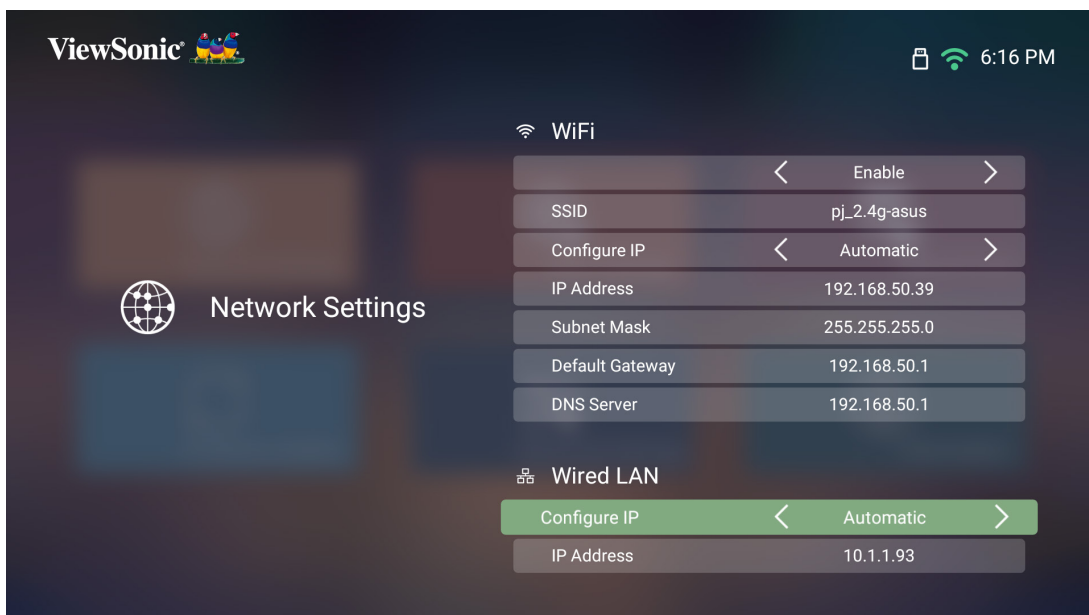 ViewSonic®
6:16 PM
WiFi
Enable
SSID pj_2.4g-asus
Configure IP Automatic
IP Address 192.168.50.39
Network Settings
Subnet Mask 255.255.255.0
Default Gateway 192.168.50.1
DNS Server 192.168.50.1
Wired LAN
Configure IP Automatic
IP Address 10.1.1.93